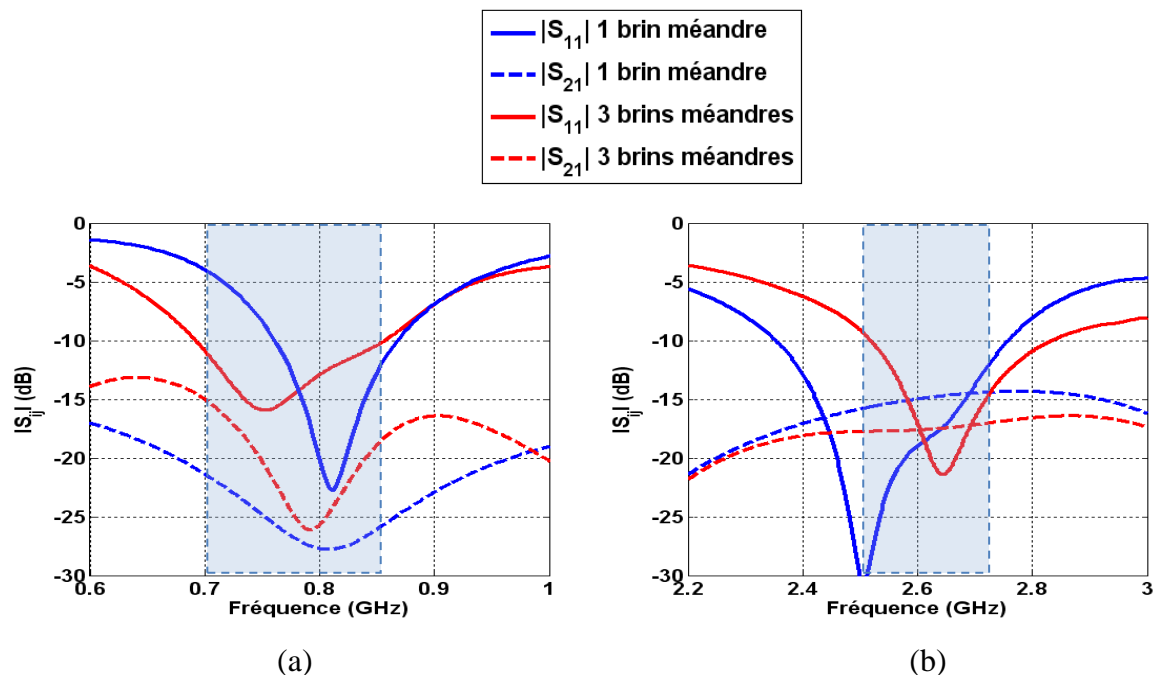 |S11| 1 brin méandre
|S21| 1 brin méandre
|S11| 3 brins méandres
|S21| 3 brins méandres
0
-5
-10
-15
-20
-25
-30
|Sij| (dB)
0.6 0.7 0.8 0.9 1
Fréquence (GHz)
(a)
0
-5
-10
-15
-20
-25
-30
|Sij| (dB)
2.2 2.4 2.6 2.8 3
Fréquence (GHz)
(b)